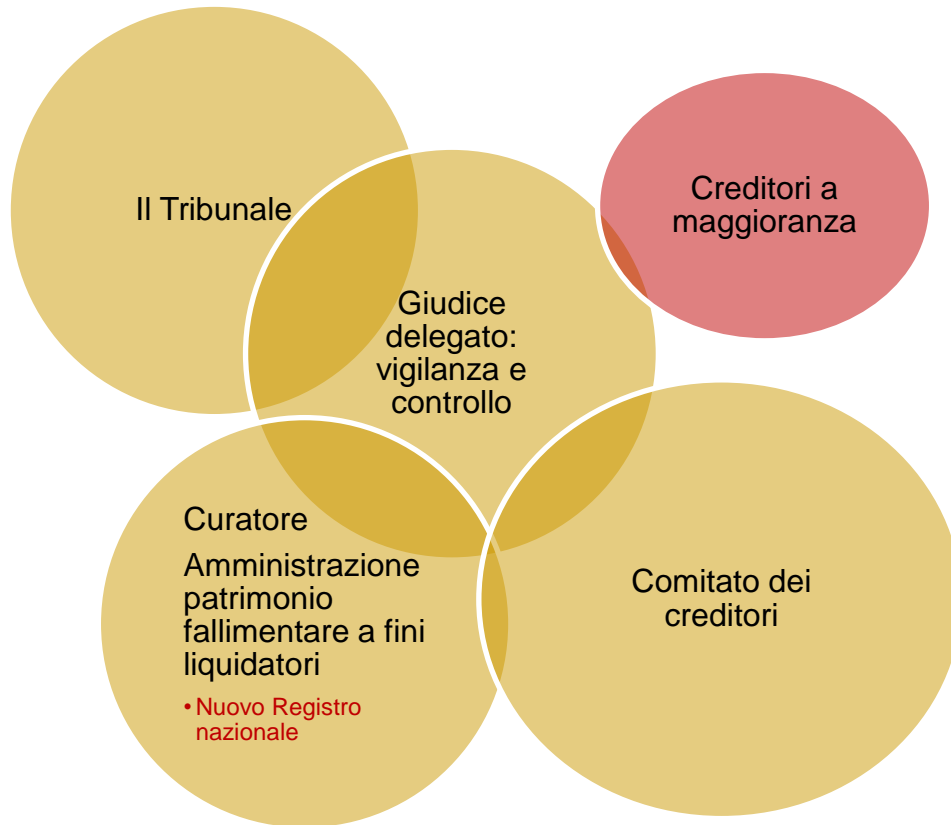 Il Tribunale
Creditori a
maggioranza
Giudice
delegato:
vigilanza e
controllo
Curatore
Amministrazione
patrimonio
fallimentare a fini
liquidatori
• Nuovo Registro
nazionale
Comitato dei
creditori